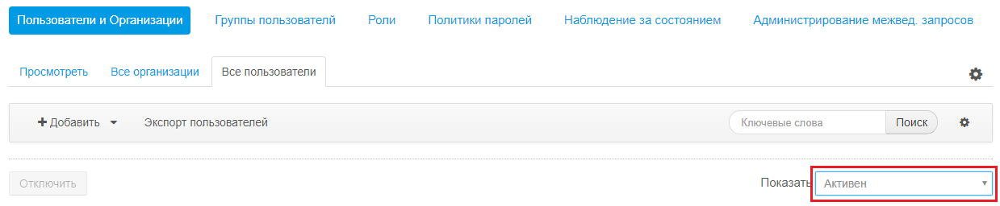 Пользователи и Организации Группы пользователй Роли Политики паролей Наблюдение за состоянием Администрирование межвед. запросов
Просмотреть Все организации Все пользователи
Добавить Экспорт пользователей Ключевые слова Поиск
Отключить Показать Активен